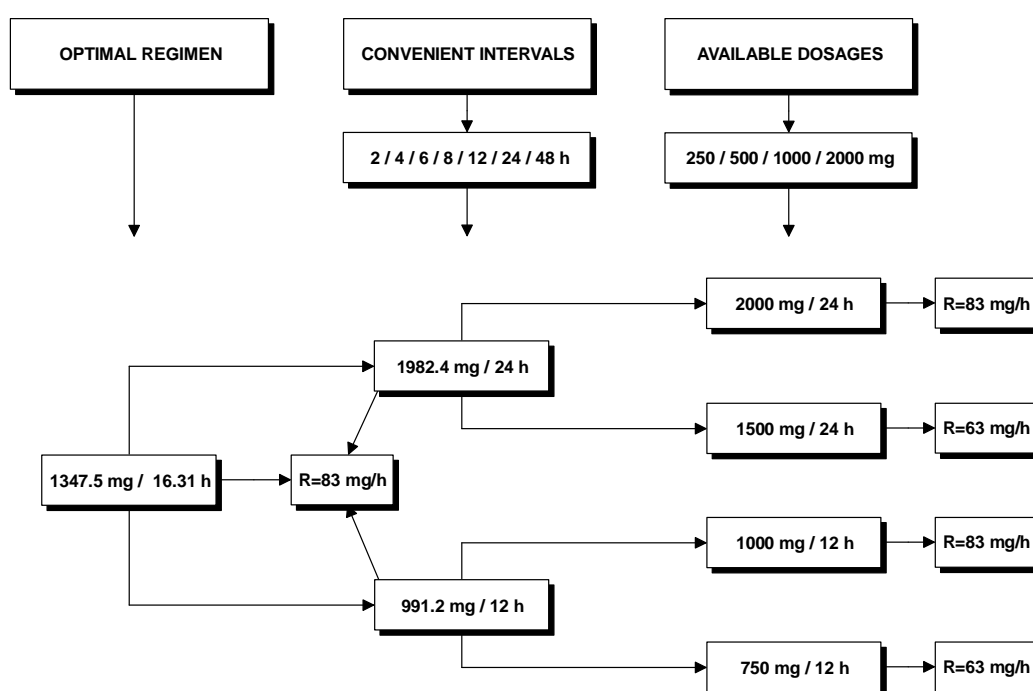 OPTIMAL REGIMEN
CONVENIENT INTERVALS
AVAILABLE DOSAGES
2 / 4 / 6 / 8 / 12 / 24 / 48 h
250 / 500 / 1000 / 2000 mg
2000 mg / 24 h
R=83 mg/h
1982.4 mg / 24 h
1500 mg / 24 h
R=63 mg/h
1347.5 mg / 16.31 h
R=83 mg/h
1000 mg / 12 h
R=83 mg/h
991.2 mg / 12 h
750 mg / 12 h
R=63 mg/h